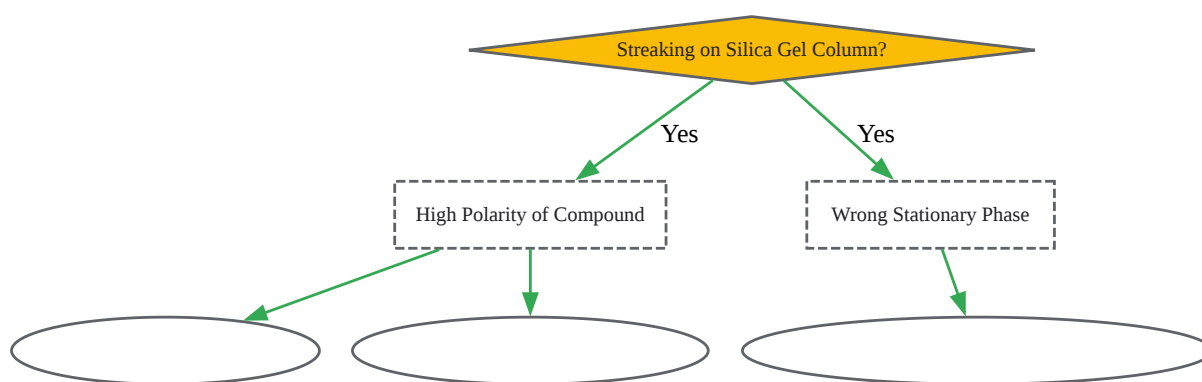 Streaking on Silica Gel Column?
Yes
Yes
High Polarity of Compound
Wrong Stationary Phase